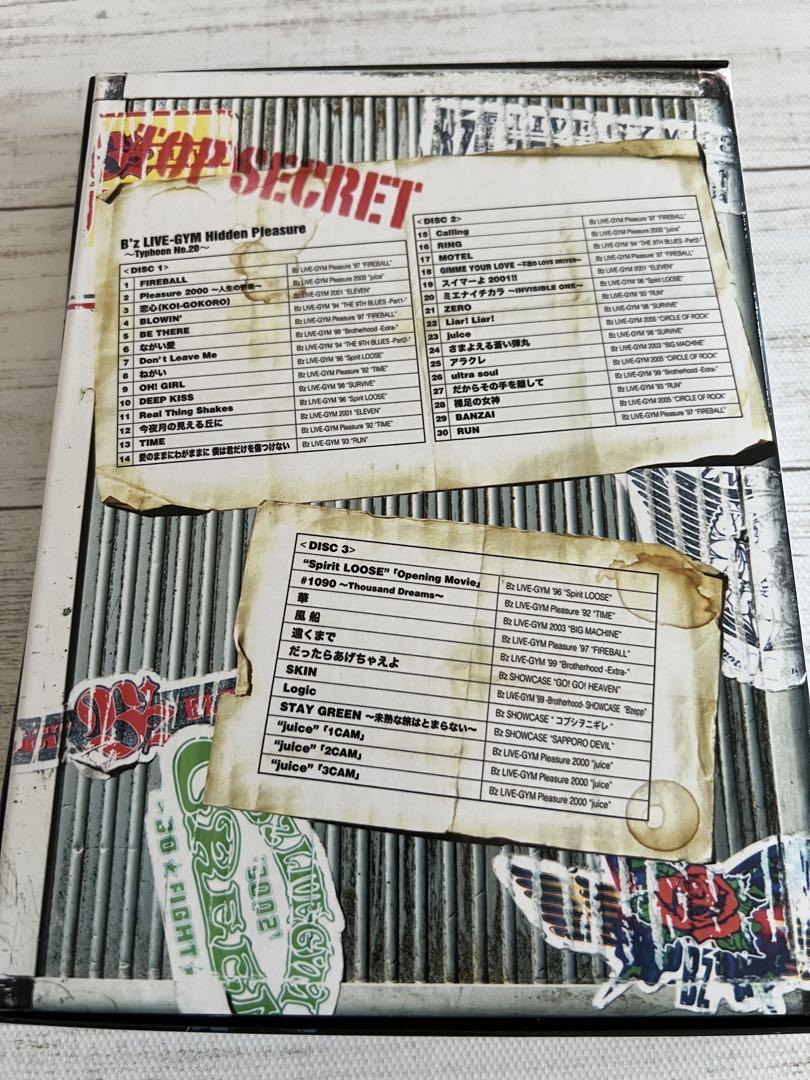 TOP SECRET
LIVE-GYM
B'z LIVE-GYM Hidden Pleasure
〜Typhoon No.20〜
<DISC 1>
1 FIREBALL B'z LIVE-GYM Pleasure '97 "FIREBALL"
2 Pleasure 2000 〜人生の快楽〜 B'z LIVE-GYM Pleasure 2000 "juice"
3 恋心(KOI-GOKORO) B'z LIVE-GYM 2001 "ELEVEN"
4 BLOWIN' B'z LIVE-GYM '94 "THE 9TH BLUES -Part1-"
5 BE THERE B'z LIVE-GYM Pleasure '97 "FIREBALL"
6 ながい愛 B'z LIVE-GYM '99 "Brotherhood -Extra-"
7 Don't Leave Me B'z LIVE-GYM '94 "THE 9TH BLUES -Part2-"
8 ねがい B'z LIVE-GYM '96 "Spirit LOOSE"
9 OH! GIRL B'z LIVE-GYM Pleasure '92 "TIME"
10 DEEP KISS B'z LIVE-GYM '98 "SURVIVE"
11 Real Thing Shakes B'z LIVE-GYM '96 "Spirit LOOSE"
12 今夜月の見える丘に B'z LIVE-GYM 2001 "ELEVEN"
13 TIME B'z LIVE-GYM Pleasure '92 "TIME"
14 愛のままにわがままに 僕は君だけを傷つけない B'z LIVE-GYM '93 "RUN"
<DISC 2>
15 Calling B'z LIVE-GYM Pleasure '97 "FIREBALL"
16 RING B'z LIVE-GYM Pleasure 2000 "juice"
17 MOTEL B'z LIVE-GYM '94 "THE 9TH BLUES -Part2-"
18 GIMME YOUR LOVE 〜不屈の LOVE DRIVER〜 B'z LIVE-GYM Pleasure '97 "FIREBALL"
19 スイマーよ 2001!! B'z LIVE-GYM 2001 "ELEVEN"
20 ミエナイチカラ 〜INVISIBLE ONE〜 B'z LIVE-GYM '96 "Spirit LOOSE"
21 ZERO B'z LIVE-GYM '93 "RUN"
22 Liar! Liar! B'z LIVE-GYM '98 "SURVIVE"
23 juice B'z LIVE-GYM 2005 "CIRCLE OF ROCK"
24 さまよえる蒼い弾丸 B'z LIVE-GYM '98 "SURVIVE"
25 アラクレ B'z LIVE-GYM 2003 "BIG MACHINE"
26 ultra soul B'z LIVE-GYM 2005 "CIRCLE OF ROCK"
27 だからその手を離して B'z LIVE-GYM '99 "Brotherhood -Extra-"
28 裸足の女神 B'z LIVE-GYM '93 "RUN"
29 BANZAI B'z LIVE-GYM 2005 "CIRCLE OF ROCK"
30 RUN B'z LIVE-GYM Pleasure '97 "FIREBALL"
<DISC 3>
"Spirit LOOSE"「Opening Movie」 B'z LIVE-GYM '96 "Spirit LOOSE"
#1090 〜Thousand Dreams〜 B'z LIVE-GYM Pleasure '92 "TIME"
華 B'z LIVE-GYM 2003 "BIG MACHINE"
風船 B'z LIVE-GYM Pleasure '97 "FIREBALL"
遠くまで B'z LIVE-GYM '99 "Brotherhood -Extra-"
だったらあげちゃえよ B'z SHOWCASE "GO! GO! HEAVEN"
SKIN B'z LIVE-GYM '99 -Brotherhood- SHOWCASE "Bzepp"
Logic B'z SHOWCASE " コブシヲニギレ "
STAY GREEN 〜未熟な旅はとまらない〜 B'z SHOWCASE "SAPPORO DEVIL"
"juice"「1CAM」 B'z LIVE-GYM Pleasure 2000 "juice"
"juice"「2CAM」 B'z LIVE-GYM Pleasure 2000 "juice"
"juice"「3CAM」 B'z LIVE-GYM Pleasure 2000 "juice"
LIVE-GYM
2002
GREEN
FIGHT
BZ